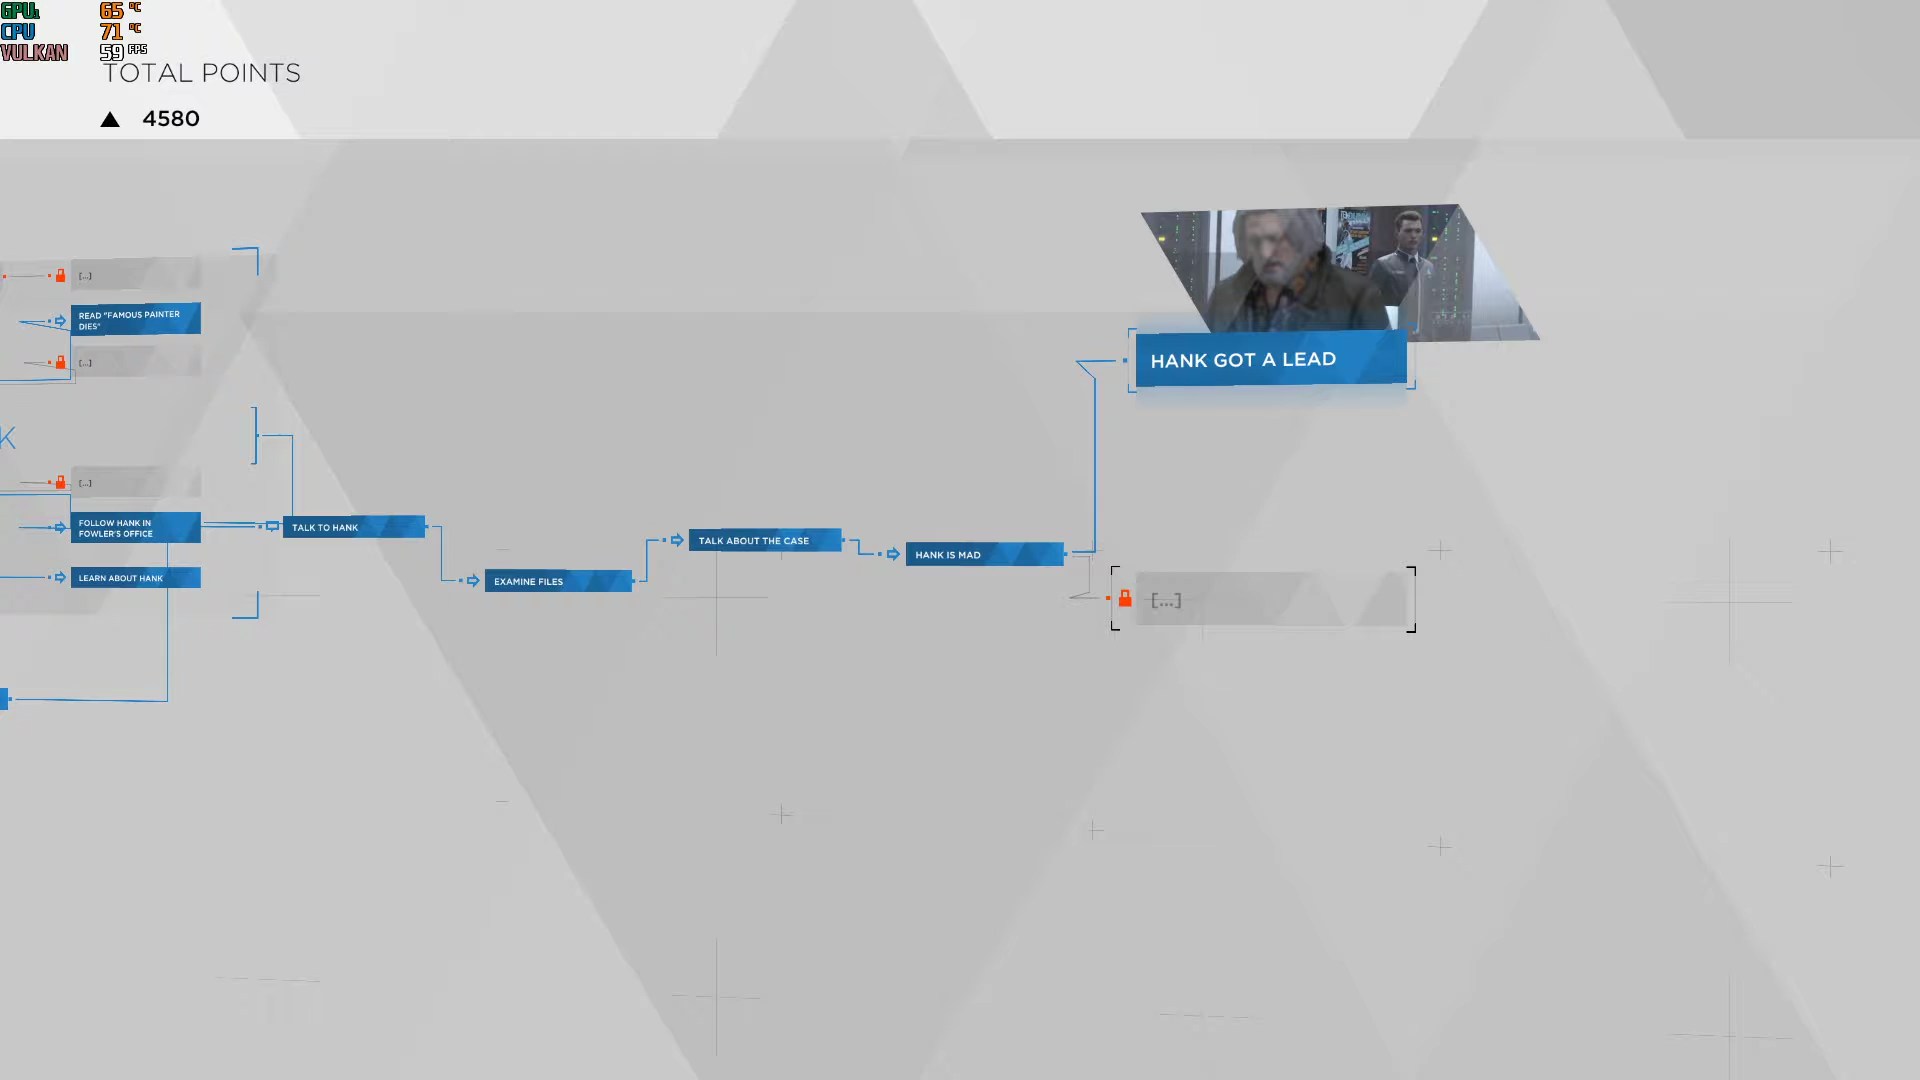 GPU1 65 °C
CPU 71 °C
VULKAN 59 FPS
TOTAL POINTS
4580
[...]
READ "FAMOUS PAINTER
DIES"
[...]
HANK GOT A LEAD
K
[...]
FOLLOW HANK IN
FOWLER'S OFFICE
TALK TO HANK
TALK ABOUT THE CASE
HANK IS MAD
LEARN ABOUT HANK
EXAMINE FILES
[...]